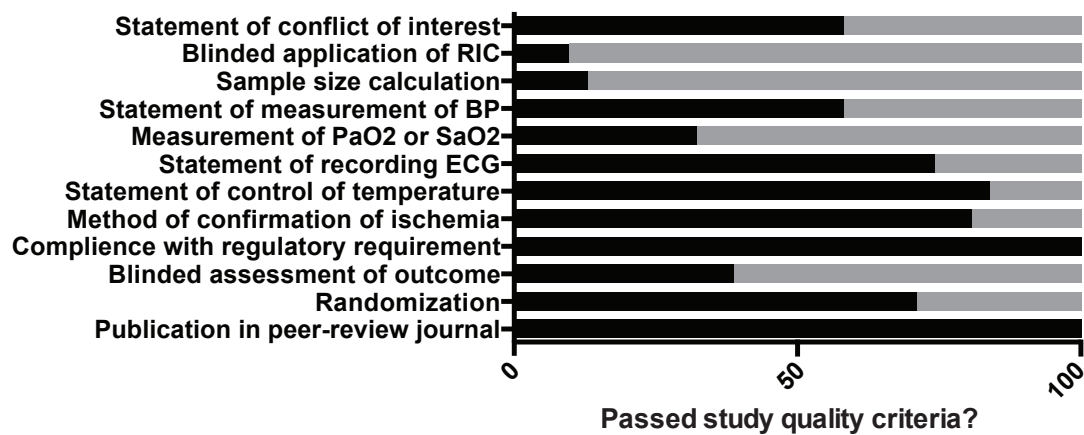 Statement of conflict of interest
Blinded application of RIC
Sample size calculation
Statement of measurement of BP
Measurement of PaO2 or SaO2
Statement of recording ECG
Statement of control of temperature
Method of confirmation of ischemia
Complience with regulatory requirement
Blinded assessment of outcome
Randomization
Publication in peer-review journal
0
50
100
Passed study quality criteria?